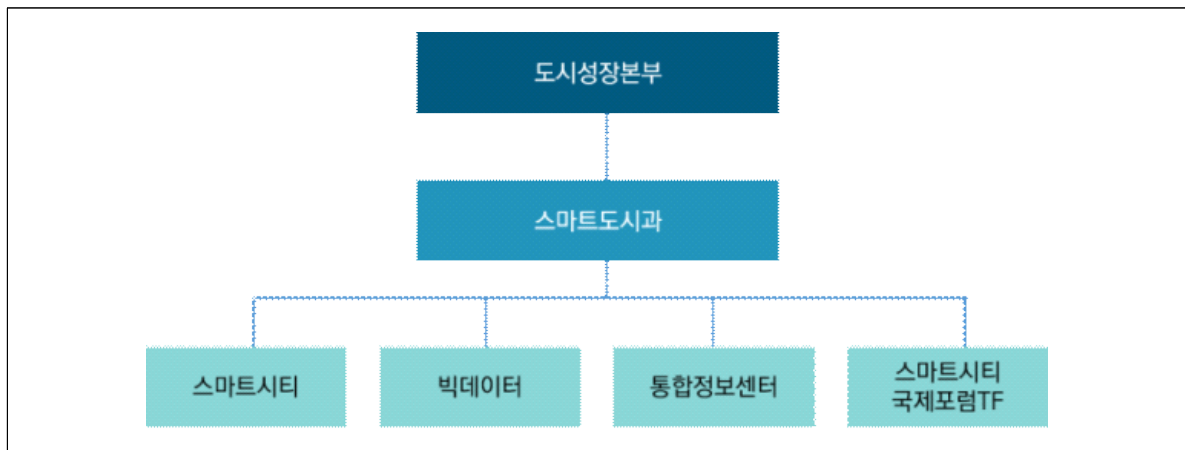 도시성장본부
스마트도시과
스마트시티
빅데이터
통합정보센터
스마트시티
국제포럼TF